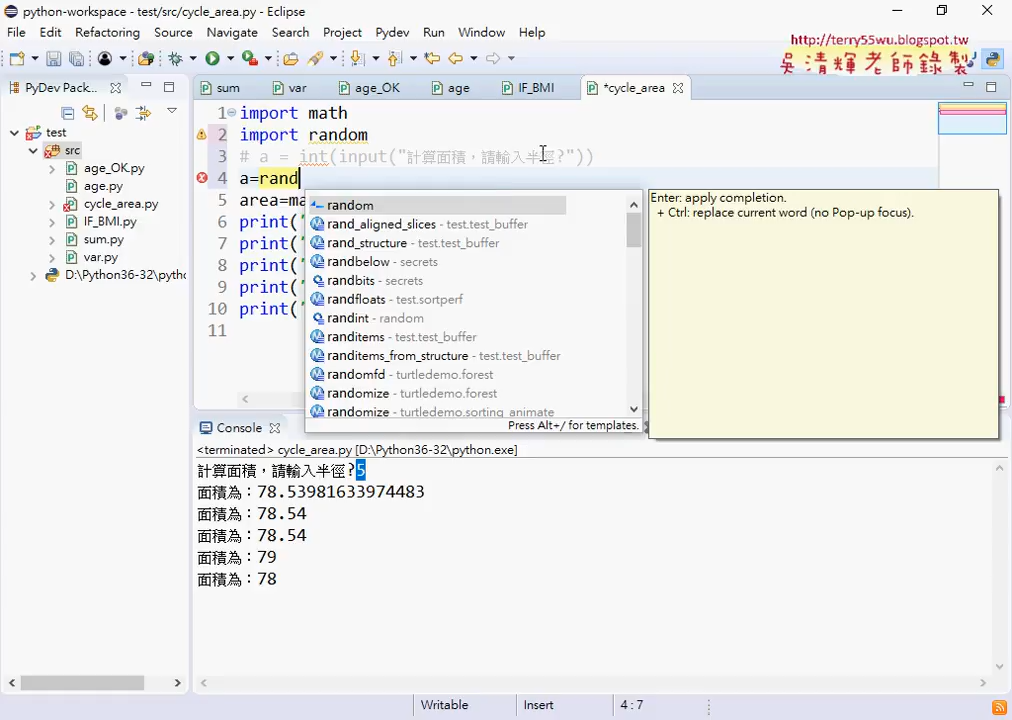 python-workspace - test/src/cycle_area.py - Eclipse
File Edit Refactoring Source Navigate Search Project Pydev Run Window Help
http://terry55wu.blogspot.tw
吳清輝老師錄製
PyDev Pack...
sum var age_OK age IF_BMI *cycle_area
test
src
age_OK.py
age.py
cycle_area.py
IF_BMI.py
sum.py
var.py
D:\Python36-32\pytho
1 import math
2 import random
3 # a = int(input("計算面積，請輸入半徑?"))
4 a=rand
5 area=ma
6 print("
7 print("
8 print("
9 print("
10 print("
11
random
rand_aligned_slices - test.test_buffer
rand_structure - test.test_buffer
randbelow - secrets
randbits - secrets
randfloats - test.sortperf
randint - random
randitems - test.test_buffer
randitems_from_structure - test.test_buffer
randomfd - turtledemo.forest
randomize - turtledemo.forest
randomize - turtledemo.sorting_animate
Press Alt+/ for templates.
Enter: apply completion.
+ Ctrl: replace current word (no Pop-up focus).
Console
<terminated> cycle_area.py [D:\Python36-32\python.exe]
計算面積，請輸入半徑?5
面積為：78.53981633974483
面積為：78.54
面積為：78.54
面積為：79
面積為：78
Writable Insert 4 : 7